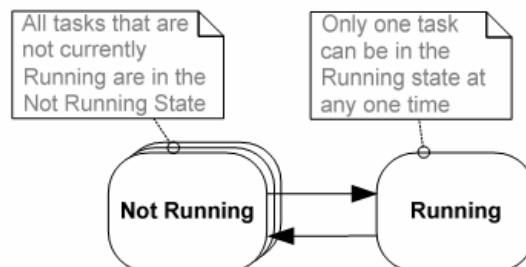 All tasks that are
not currently
Running are in the
Not Running State
Only one task
can be in the
Running state at
any one time
Not Running
Running